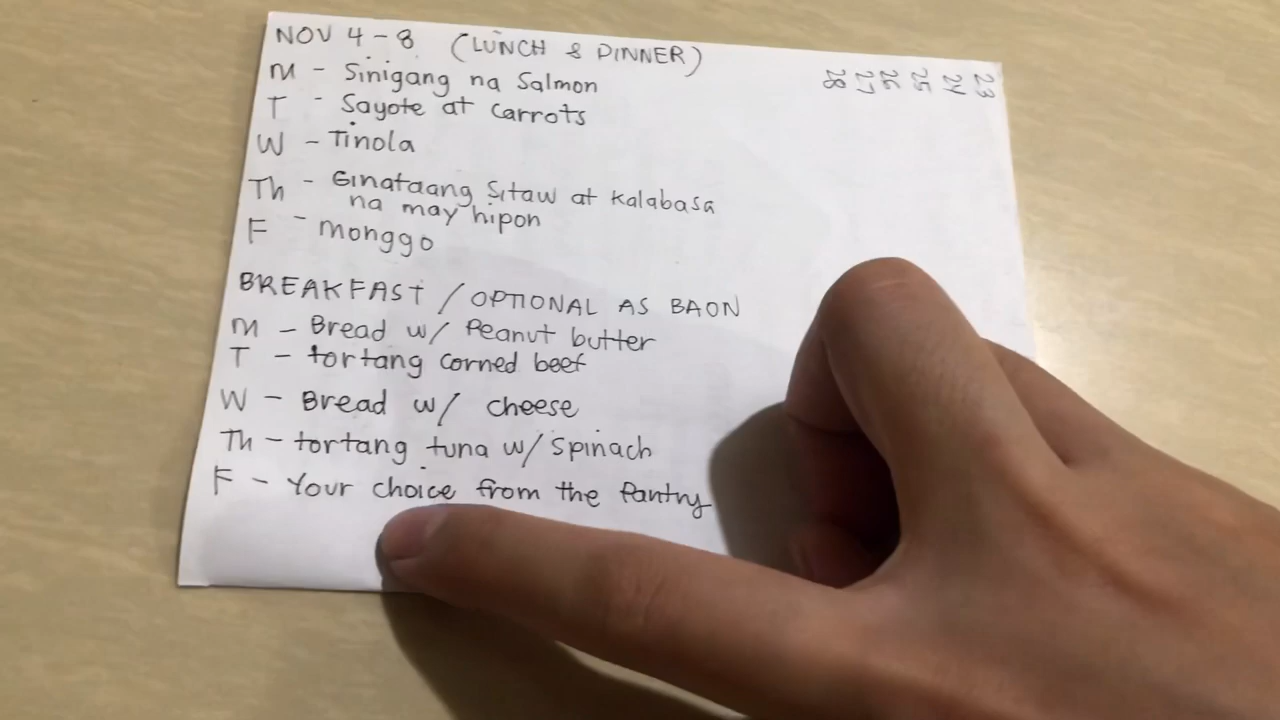 NOV 4 - 8 (LUNCH & DINNER)
M - Sinigang na Salmon
T - Sayote at carrots
W - Tinola
Th - Ginataang Sitaw at kalabasa
na may hipon
F - monggo
BREAKFAST / OPTIONAL AS BAON
M - Bread w/ Peanut butter
T - tortang corned beef
W - Bread w/ cheese
Th - tortang tuna w/ spinach
F - Your choice from the Pantry
23
24
25
26
27
28